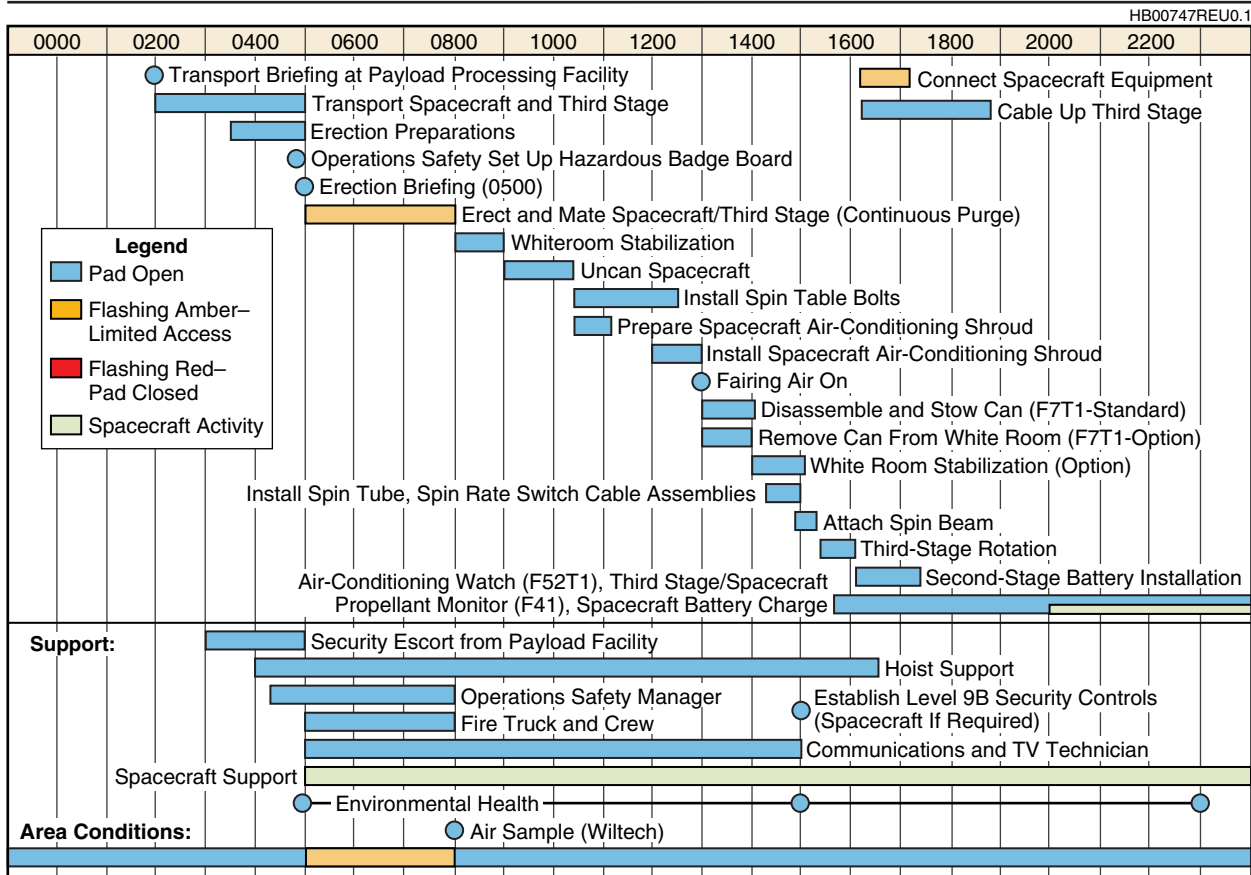 HB00747REU0.1
0000 0200 0400 0600 0800 1000 1200 1400 1600 1800 2000 2200
Transport Briefing at Payload Processing Facility
Connect Spacecraft Equipment
Transport Spacecraft and Third Stage
Cable Up Third Stage
Erection Preparations
Operations Safety Set Up Hazardous Badge Board
Erection Briefing (0500)
Erect and Mate Spacecraft/Third Stage (Continuous Purge)
Legend
Pad Open
Flashing Amber–
Limited Access
Flashing Red–
Pad Closed
Spacecraft Activity
Whiteroom Stabilization
Uncan Spacecraft
Install Spin Table Bolts
Prepare Spacecraft Air-Conditioning Shroud
Install Spacecraft Air-Conditioning Shroud
Fairing Air On
Disassemble and Stow Can (F7T1-Standard)
Remove Can From White Room (F7T1-Option)
White Room Stabilization (Option)
Install Spin Tube, Spin Rate Switch Cable Assemblies
Attach Spin Beam
Third-Stage Rotation
Second-Stage Battery Installation
Air-Conditioning Watch (F52T1), Third Stage/Spacecraft
Propellant Monitor (F41), Spacecraft Battery Charge
Support:
Security Escort from Payload Facility
Hoist Support
Operations Safety Manager
Establish Level 9B Security Controls
(Spacecraft If Required)
Fire Truck and Crew
Communications and TV Technician
Spacecraft Support
Environmental Health
Area Conditions:
Air Sample (Wiltech)